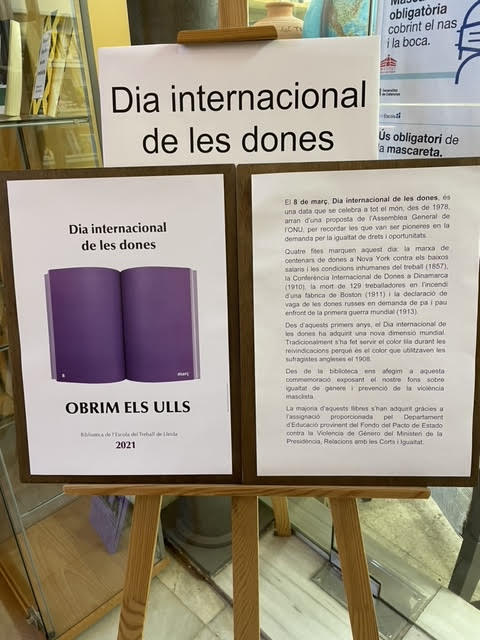 Mascareta
obligatòria
cobrint el nas
i la boca.
Generalitat
de Catalunya
Ús obligatori de
la mascareta.
Dia internacional
de les dones
Dia internacional
de les dones
8 març
OBRIM ELS ULLS
Biblioteca de l'Escola del Treball de Lleida
2021
El 8 de març, Dia internacional de les dones, és
una data que se celebra a tot el món, des de 1978,
arran d'una proposta de l'Assemblea General de
l'ONU, per recordar les que van ser pioneres en la
demanda per la igualtat de drets i oportunitats.
Quatre fites marquen aquest dia: la marxa de
centenars de dones a Nova York contra els baixos
salaris i les condicions inhumanes del treball (1857),
la Conferència Internacional de Dones a Dinamarca
(1910), la mort de 129 treballadores en l'incendi
d'una fàbrica de Boston (1911) i la declaració de
vaga de les dones russes en demanda de pa i pau
enfront de la primera guerra mundial (1913).
Des d'aquests primers anys, el Dia internacional de
les dones ha adquirit una nova dimensió mundial.
Tradicionalment s'ha fet servir el color lila durant les
reivindicacions perquè és el color que utilitzaven les
sufragistes angleses el 1908.
Des de la biblioteca ens afegim a aquesta
commemoració exposant el nostre fons sobre
igualtat de gènere i prevenció de la violència
masclista.
La majoria d'aquests llibres s'han adquirit gràcies a
l'assignació proporcionada pel Departament
d'Educació provinent del Fondo del Pacto de Estado
contra la Violencia de Género del Ministeri de la
Presidència, Relacions amb les Corts i Igualtat.